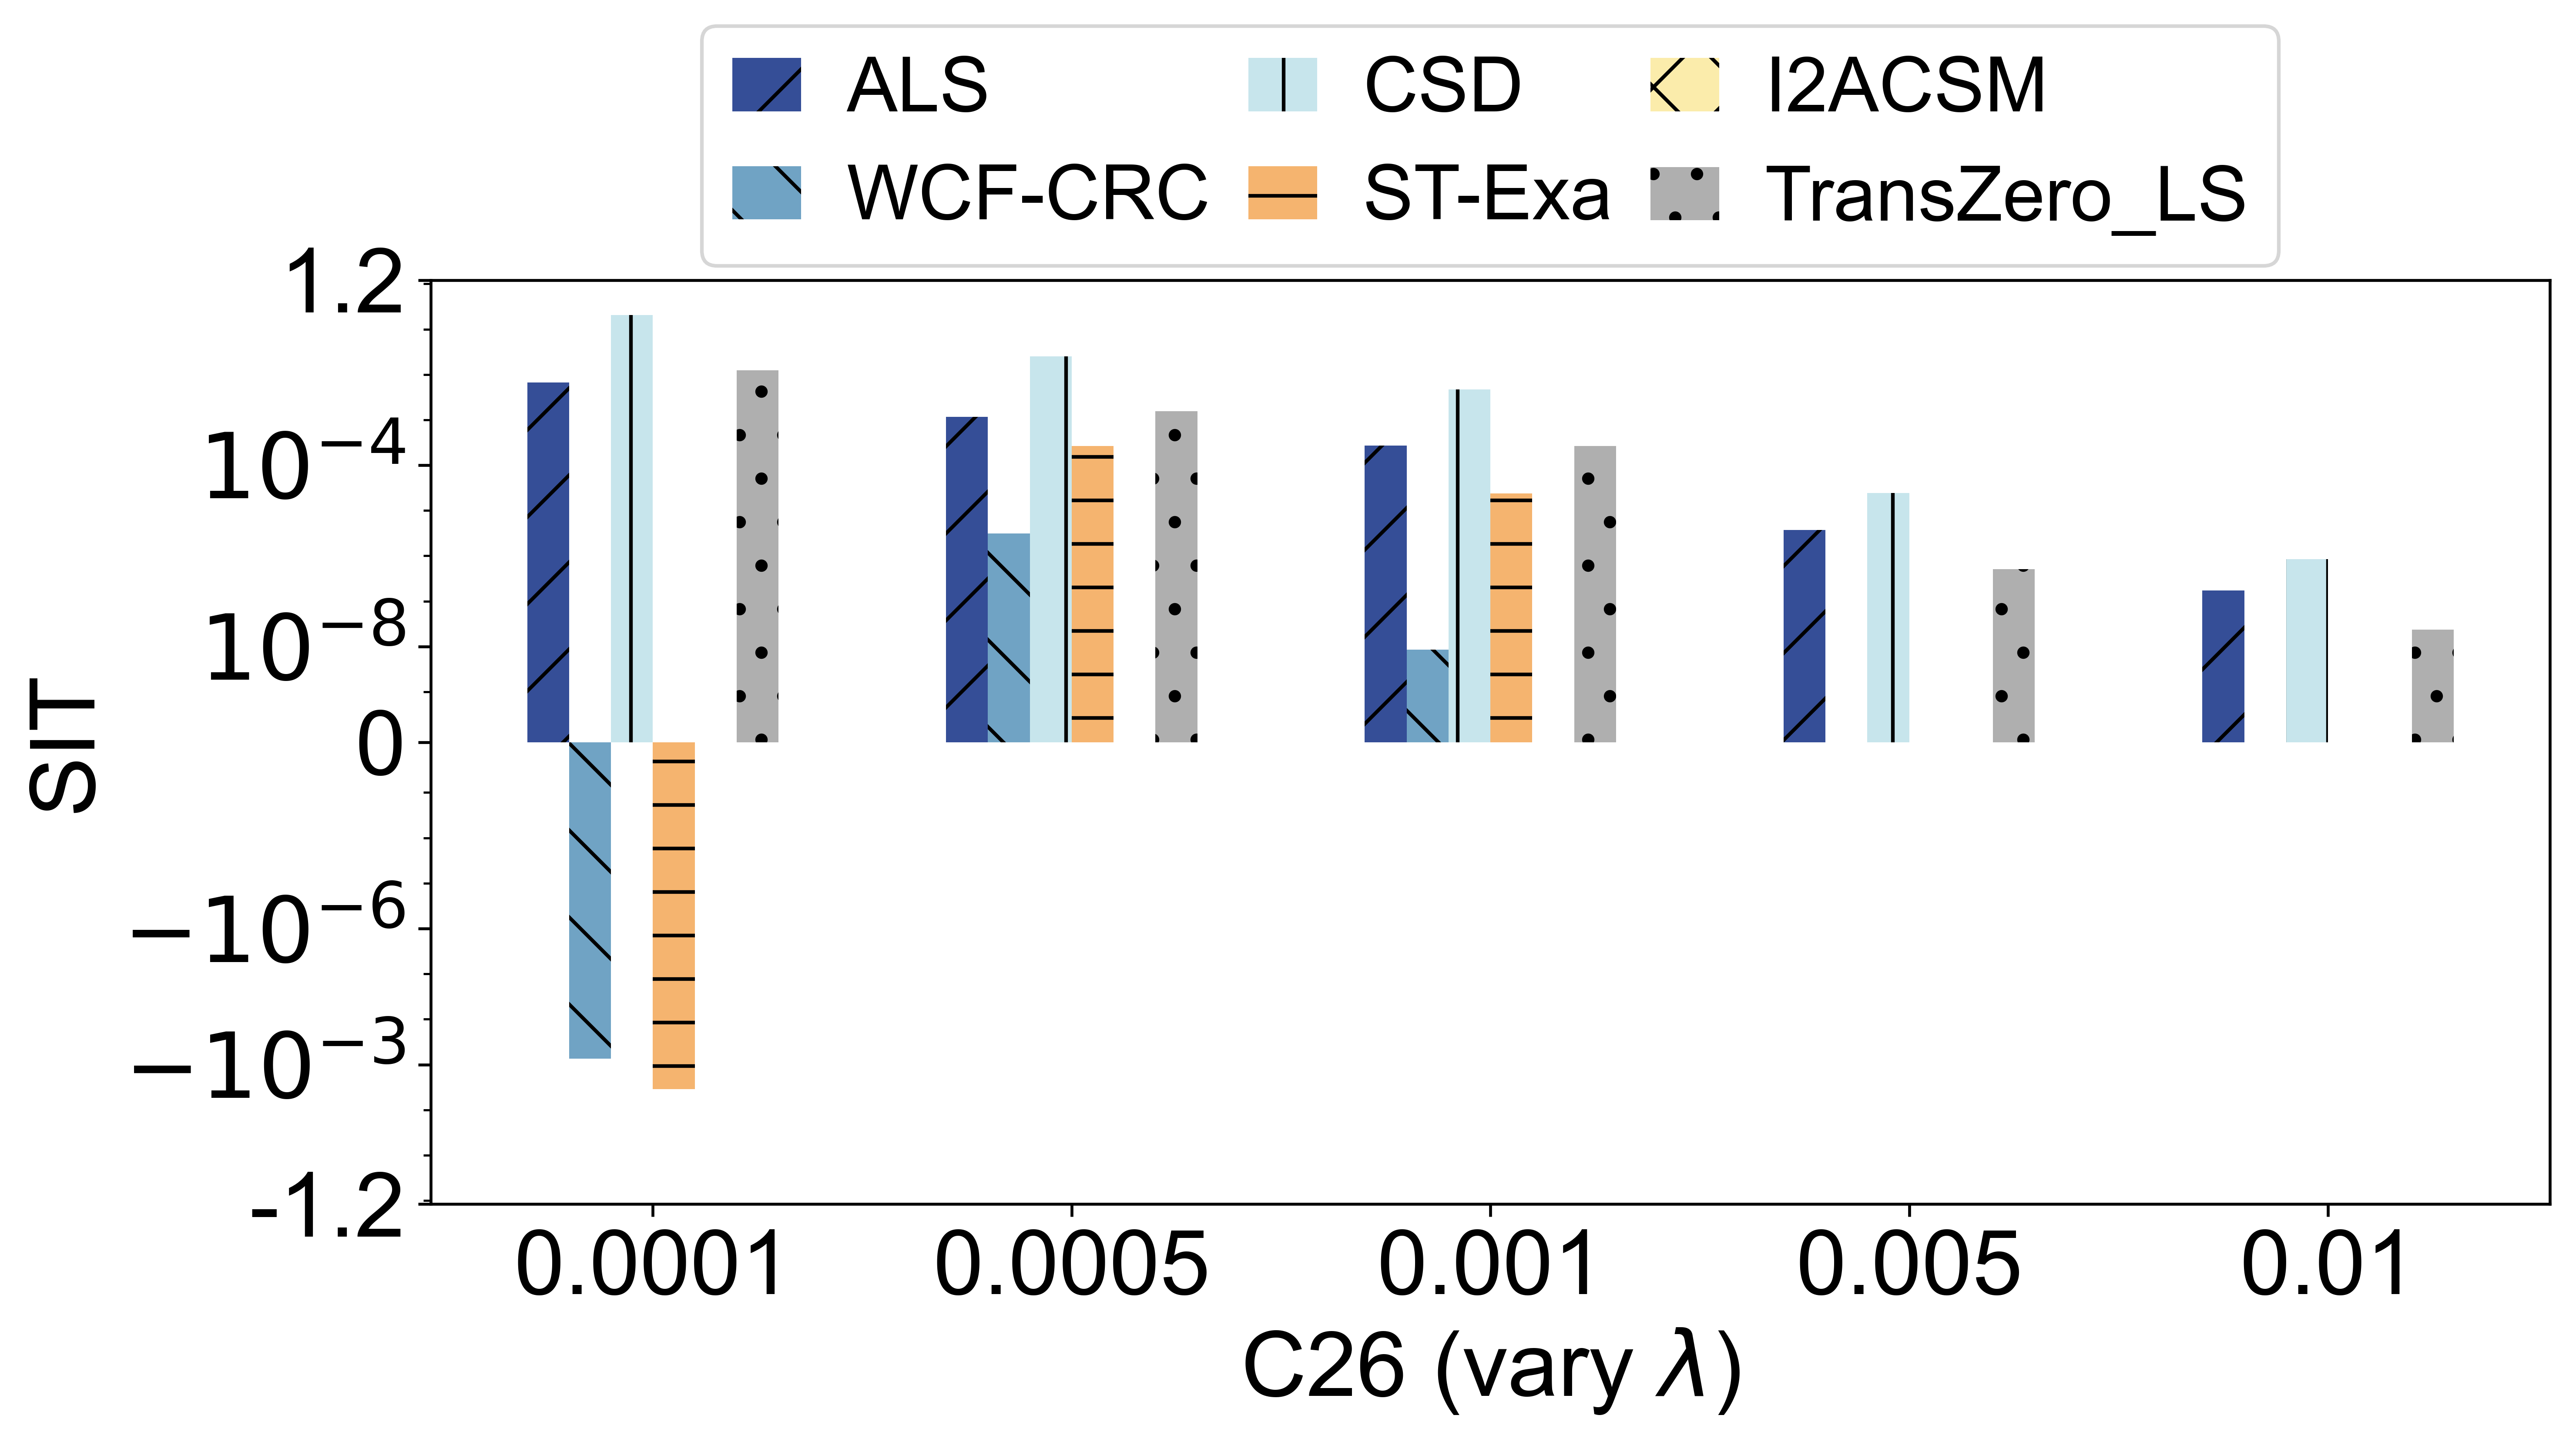 ALS CSD I2ACSM
WCF-CRC ST-Exa TransZero_LS
1.2
10⁻⁴
10⁻⁸
0
−10⁻⁶
−10⁻³
-1.2
SIT
0.0001 0.0005 0.001 0.005 0.01
C26 (vary λ)